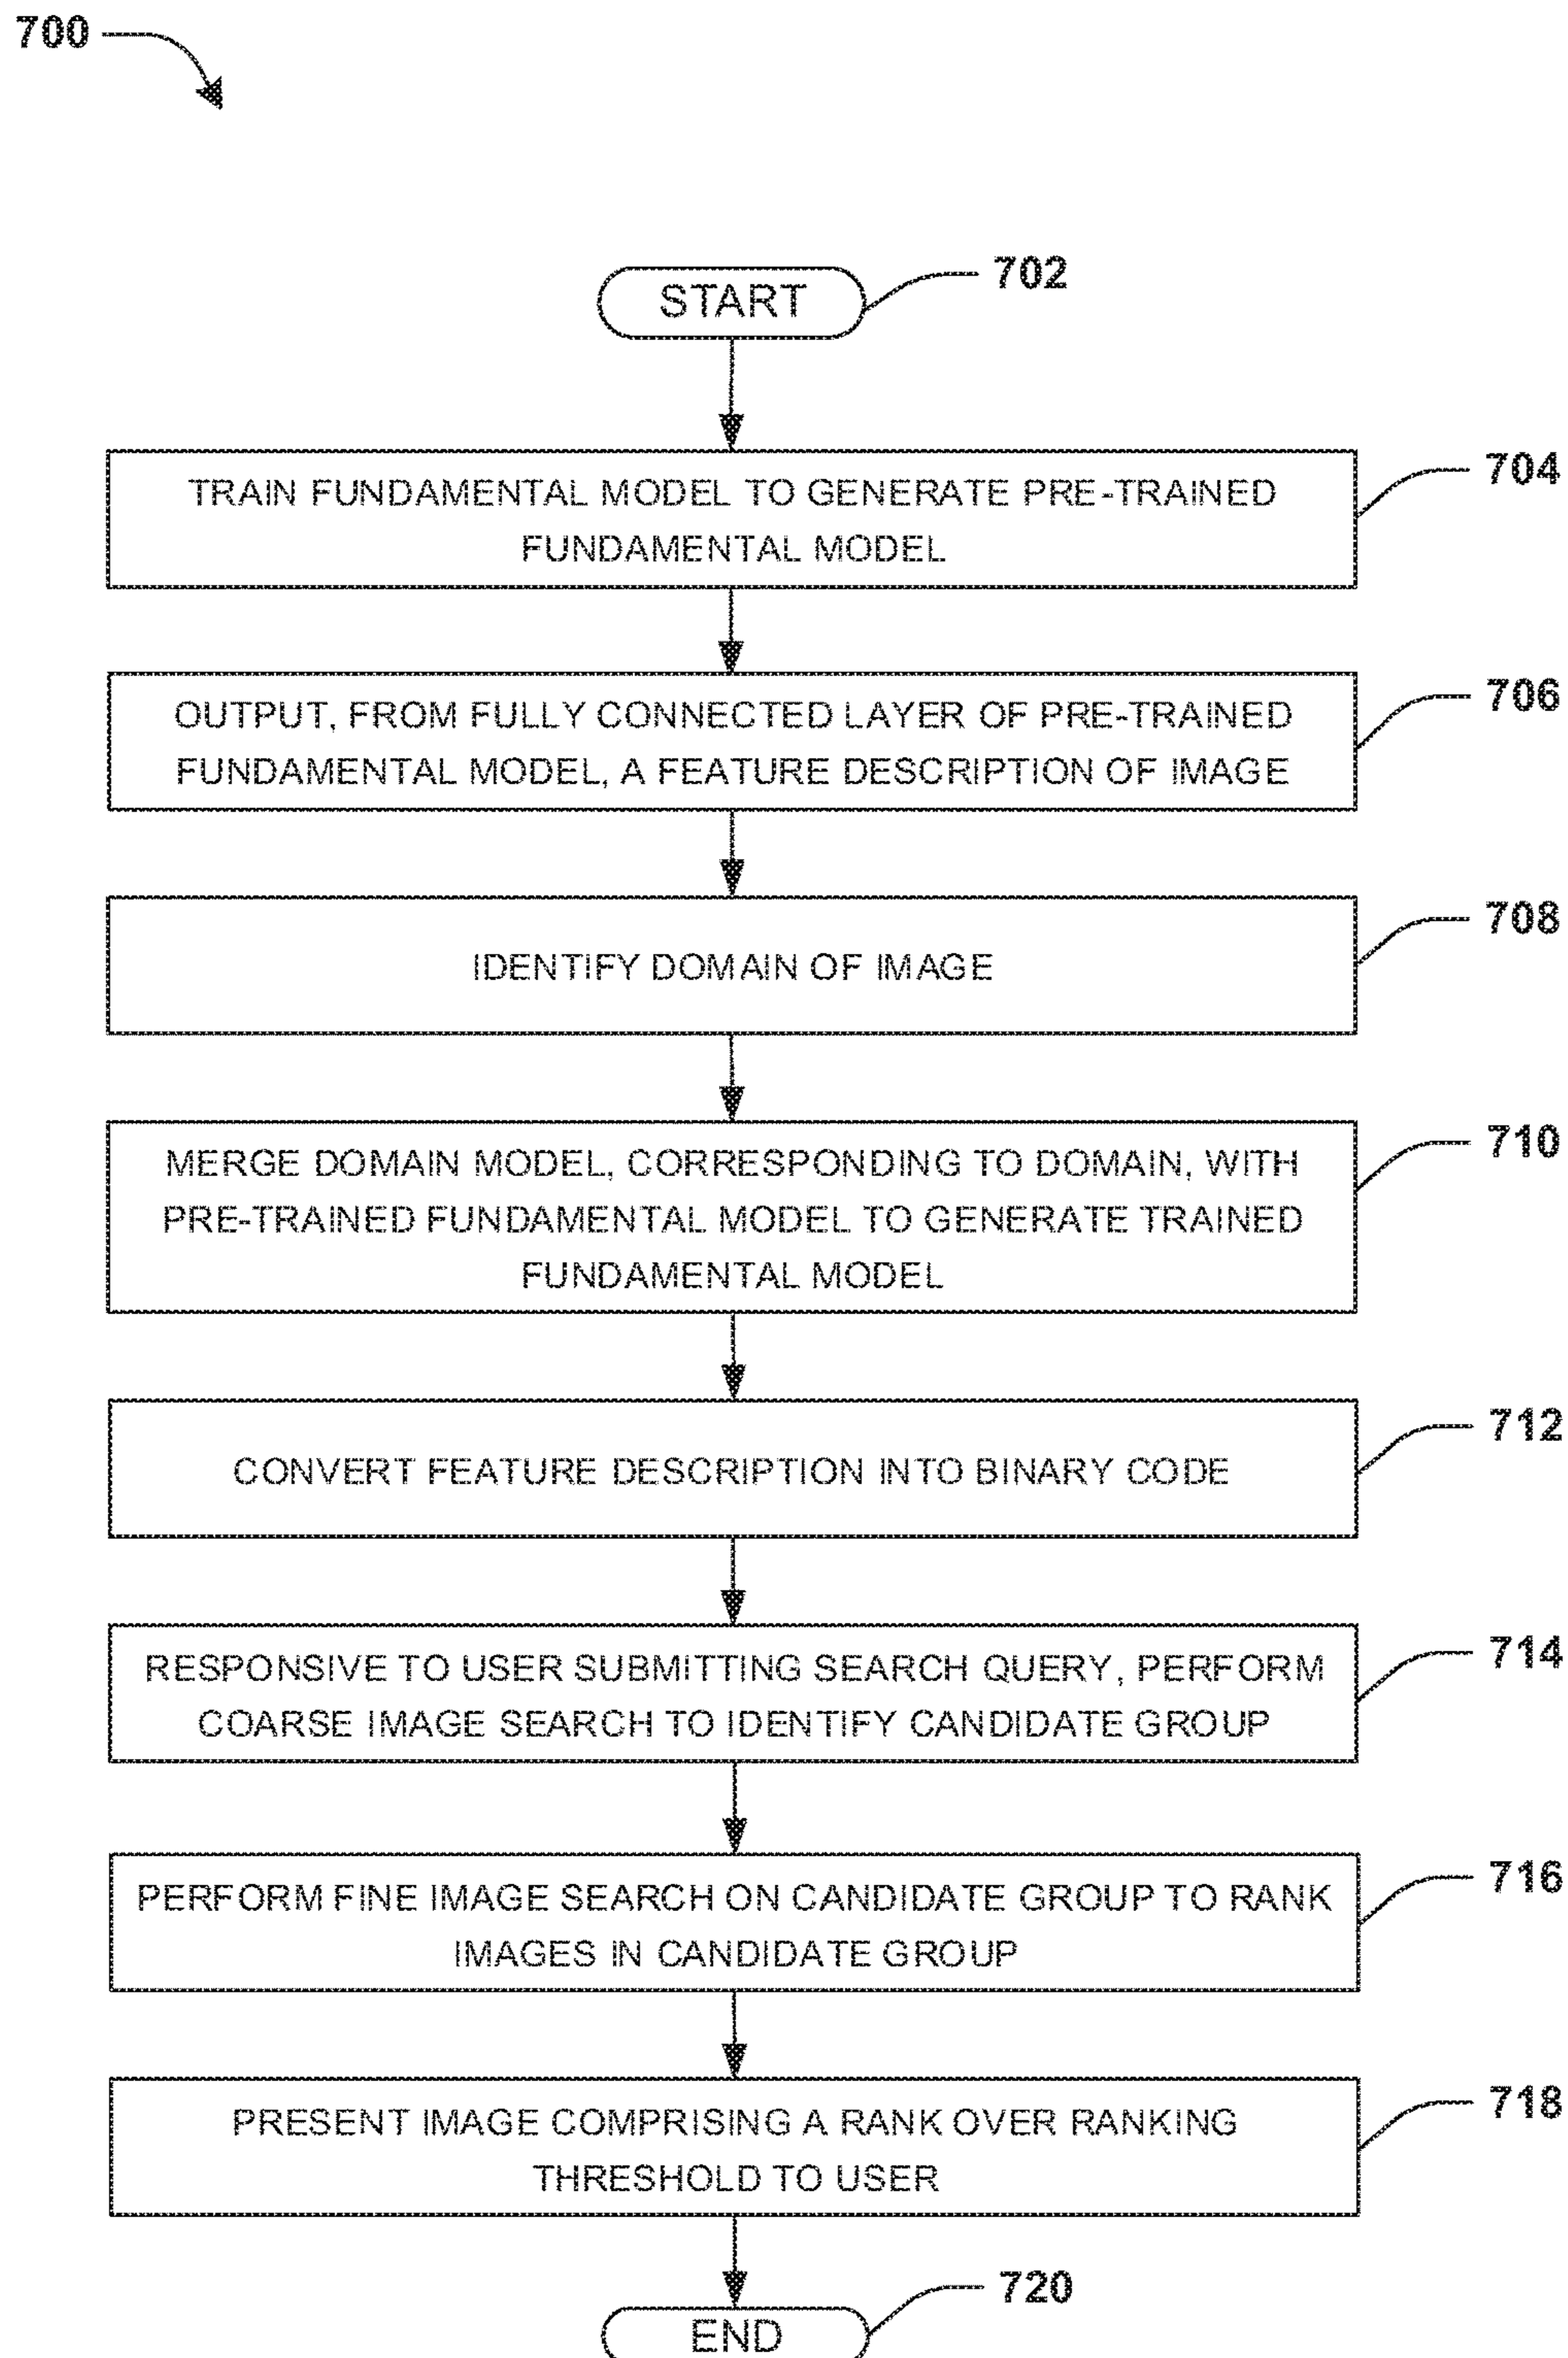 700
START
702
TRAIN FUNDAMENTAL MODEL TO GENERATE PRE-TRAINED
FUNDAMENTAL MODEL
704
OUTPUT, FROM FULLY CONNECTED LAYER OF PRE-TRAINED
FUNDAMENTAL MODEL, A FEATURE DESCRIPTION OF IMAGE
706
IDENTIFY DOMAIN OF IMAGE
708
MERGE DOMAIN MODEL, CORRESPONDING TO DOMAIN, WITH
PRE-TRAINED FUNDAMENTAL MODEL TO GENERATE TRAINED
FUNDAMENTAL MODEL
710
CONVERT FEATURE DESCRIPTION INTO BINARY CODE
712
RESPONSIVE TO USER SUBMITTING SEARCH QUERY, PERFORM
COARSE IMAGE SEARCH TO IDENTIFY CANDIDATE GROUP
714
PERFORM FINE IMAGE SEARCH ON CANDIDATE GROUP TO RANK
IMAGES IN CANDIDATE GROUP
716
PRESENT IMAGE COMPRISING A RANK OVER RANKING
THRESHOLD TO USER
718
END
720